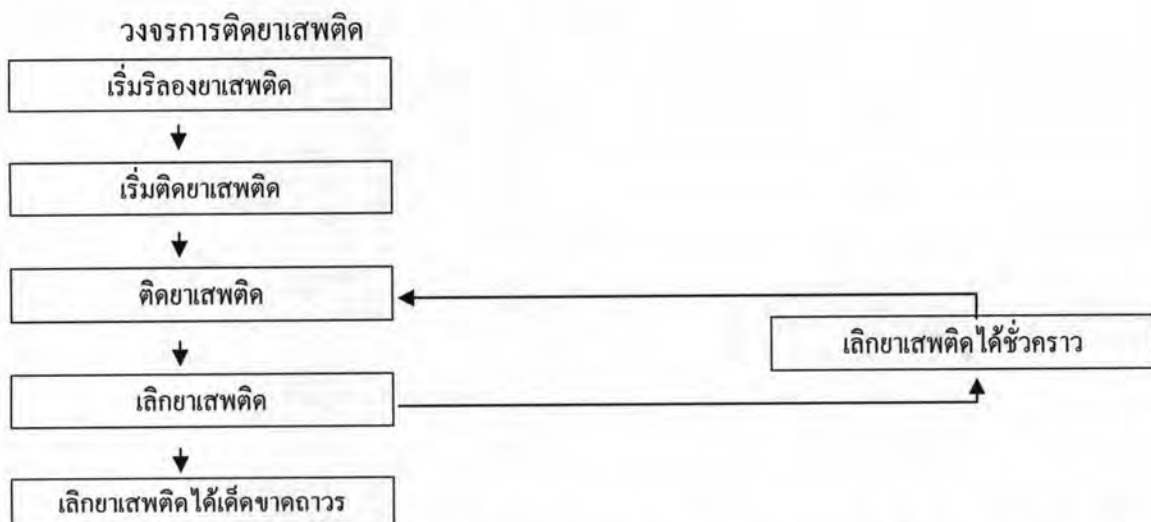 วงจรการติดยาเสพติด
เริ่มริลองยาเสพติด
เริ่มติดยาเสพติด
ติดยาเสพติด
เลิกยาเสพติดได้ชั่วคราว
เลิกยาเสพติด
เลิกยาเสพติดได้เด็ดขาดถาวร